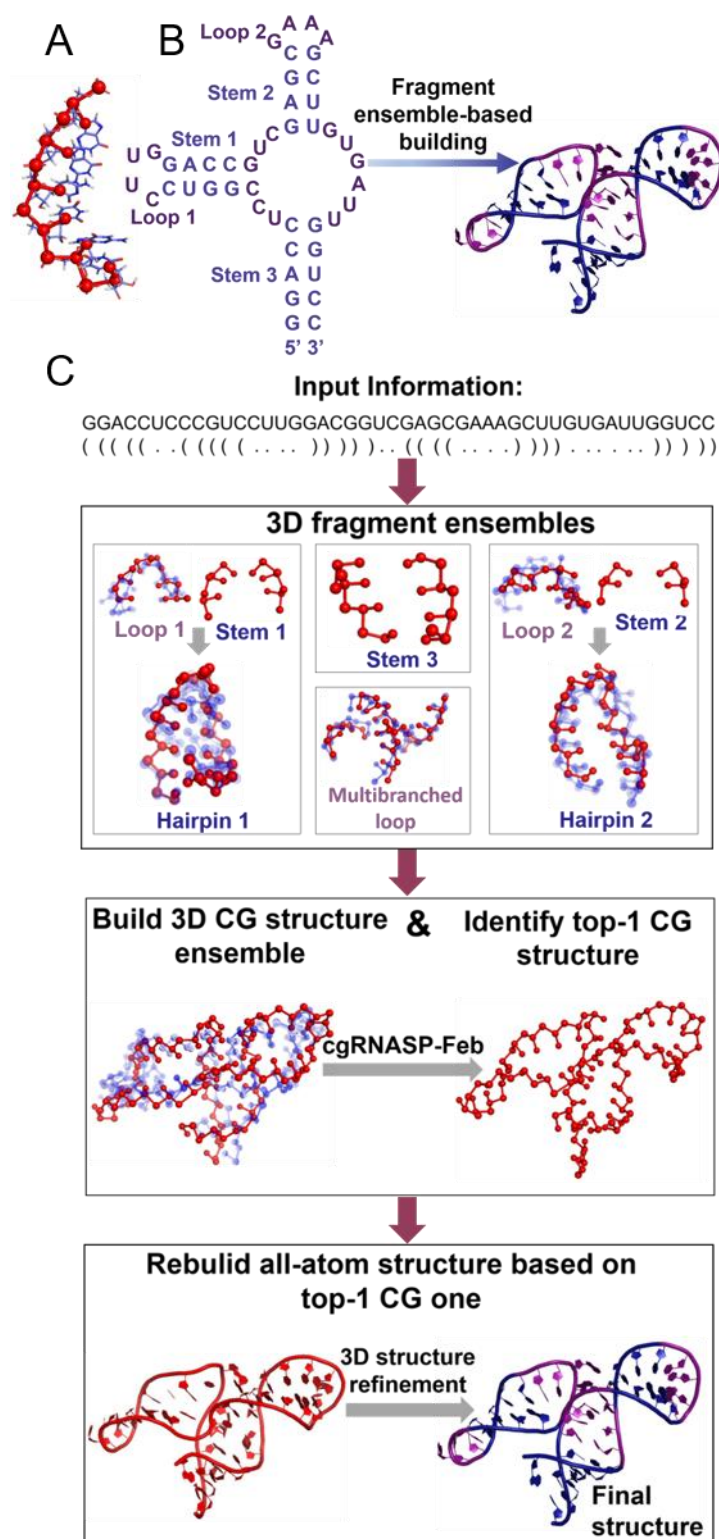 A
B
A A
Loop 2 G A
C G
G C
A U
Stem 2
G U
U G
C U
U G
Stem 1
U G G A C C G
A
U C C U G G C C U
U U
Loop 1
C G
C G
Stem 3
A U
G C
G C
5' 3'
Fragment
ensemble-based
building
C
Input Information:
GGACCUCCCGUCCUUGGACGGUCGAGCGAAAGCUUGUGAUUGGUCC
( ( ( ( ( . . ( ( ( ( ( . . . . ) ) ) ) ) . . ( ( ( ( . . . . ) ) ) ) . . . . . . ) ) ) ) )
3D fragment ensembles
Loop 1
Stem 1
Hairpin 1
Stem 3
Multibranched
loop
Loop 2
Stem 2
Hairpin 2
Build 3D CG structure
ensemble
&
Identify top-1 CG
structure
cgRNASP-Feb
Rebulid all-atom structure based on
top-1 CG one
3D structure
refinement
Final
structure